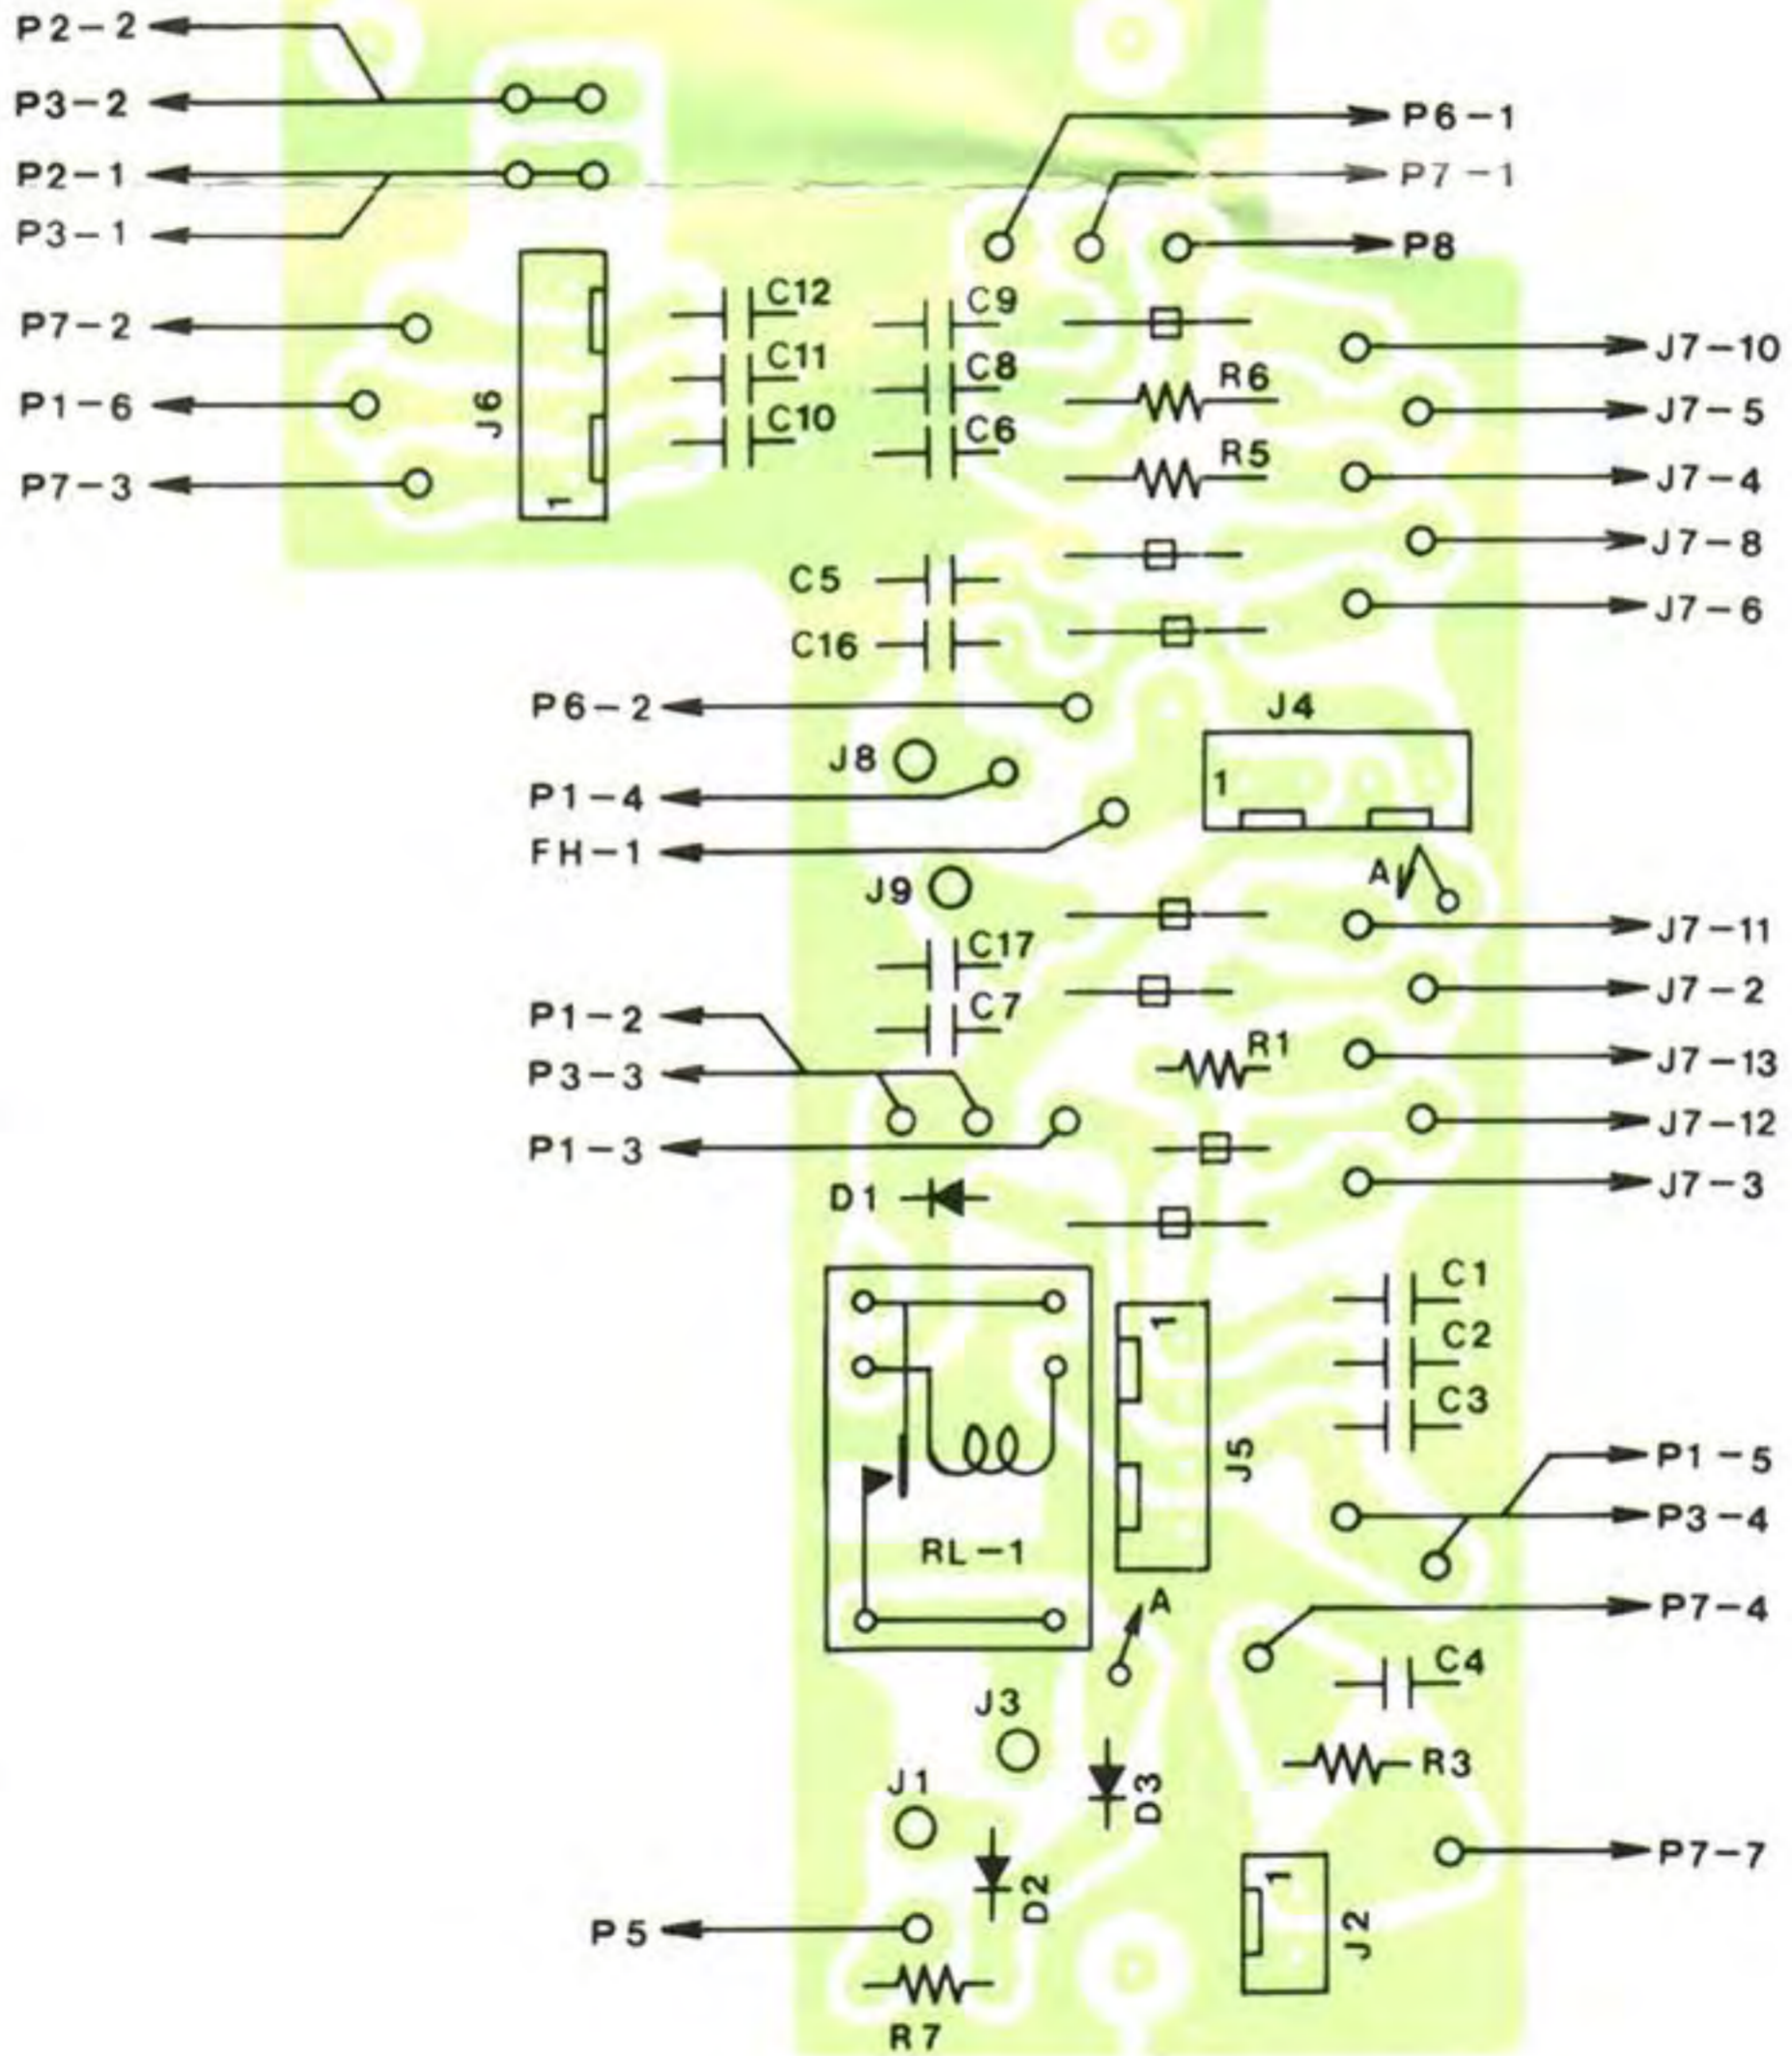 P2-2
P3-2
P2-1
P3-1
P7-2
P1-6
P7-3
J6
1
C12
C11
C10
C9
C8
C6
P6-1
P7-1
P8
R6
R5
J7-10
J7-5
J7-4
J7-8
J7-6
C5
C16
P6-2
J8
P1-4
FH-1
J9
J4
1
A
C17
C7
J7-11
J7-2
J7-13
J7-12
J7-3
P1-2
P3-3
P1-3
R1
D1
RL-1
1
J5
A
C1
C2
C3
P1-5
P3-4
P7-4
C4
R3
J3
J1
D3
D2
P7-7
1
J2
P5
R7